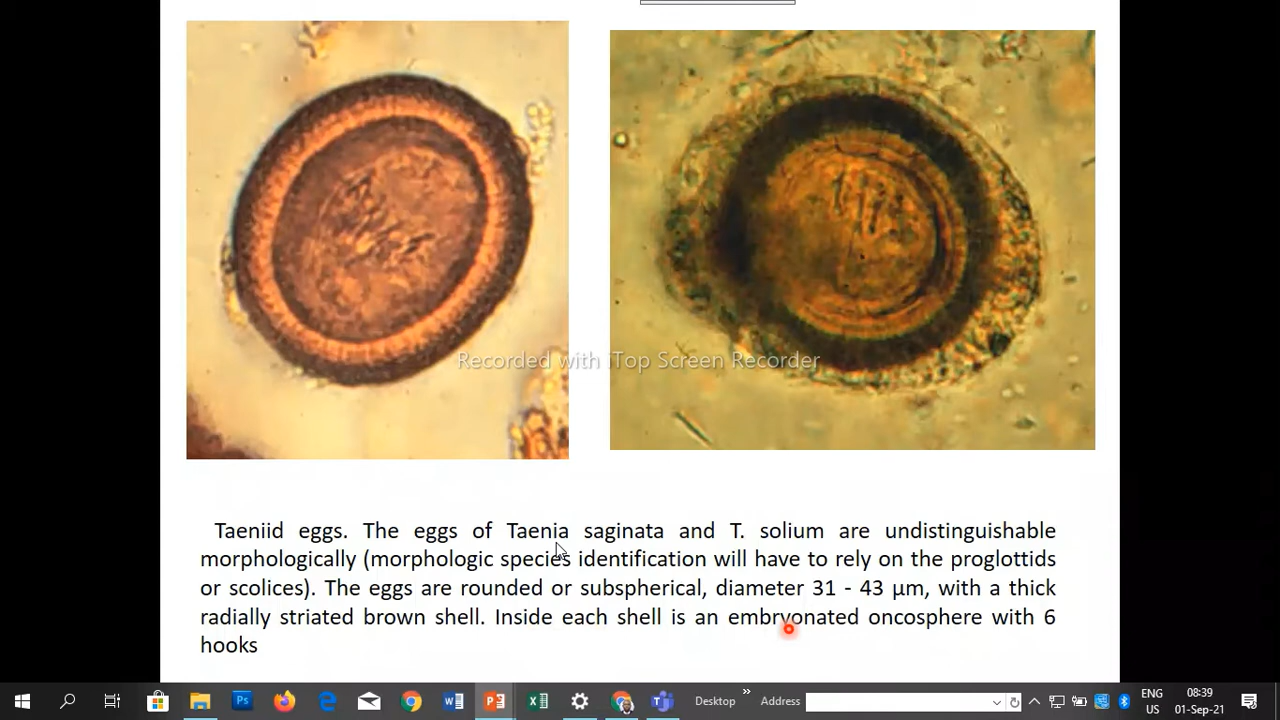 Recorded with iTop Screen Recorder
Taeniid eggs. The eggs of Taenia saginata and T. solium are undistinguishable
morphologically (morphologic species identification will have to rely on the proglottids
or scolices). The eggs are rounded or subspherical, diameter 31 - 43 µm, with a thick
radially striated brown shell. Inside each shell is an embryonated oncosphere with 6
hooks
Desktop » Address ENG 08:39
US 01-Sep-21